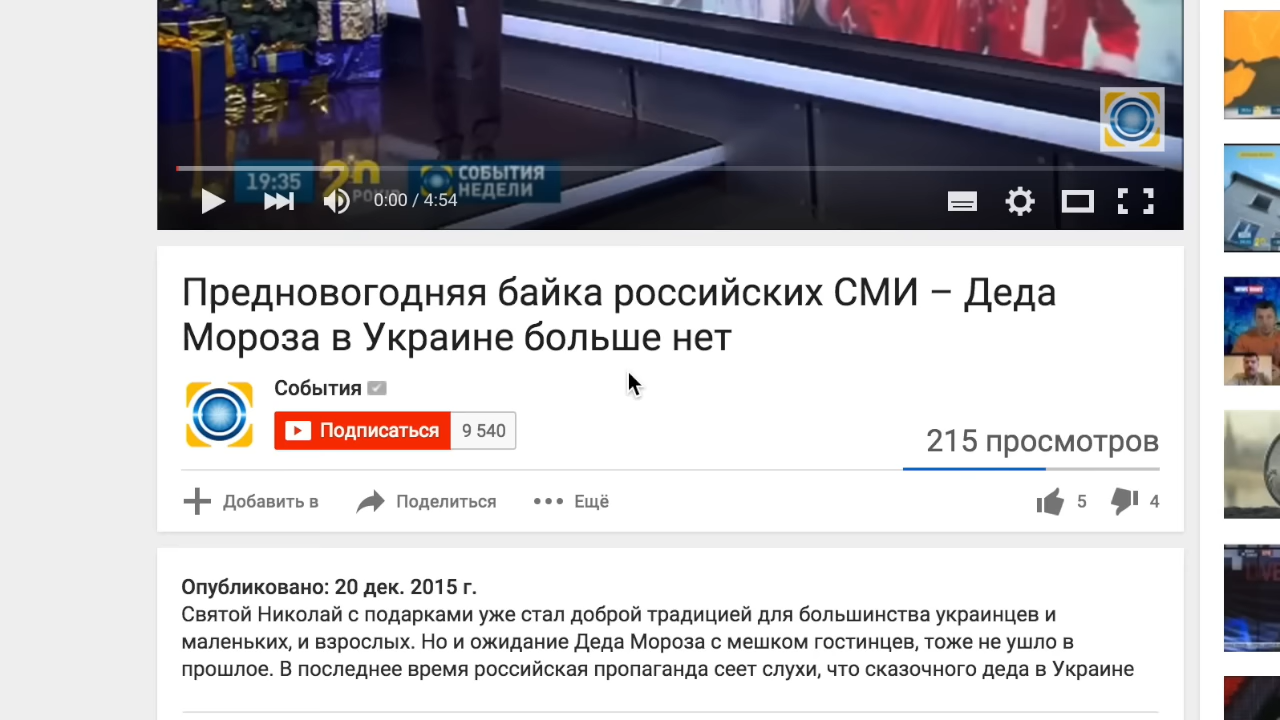 19:35
20
РОКІВ
СОБЫТИЯ
НЕДЕЛИ
0:00 / 4:54
Предновогодняя байка российских СМИ – Деда
Мороза в Украине больше нет
События
Подписаться
9 540
215 просмотров
Добавить в
Поделиться
Ещё
5
4
Опубликовано: 20 дек. 2015 г.
Святой Николай с подарками уже стал доброй традицией для большинства украинцев и
маленьких, и взрослых. Но и ожидание Деда Мороза с мешком гостинцев, тоже не ушло в
прошлое. В последнее время российская пропаганда сеет слухи, что сказочного деда в Украине